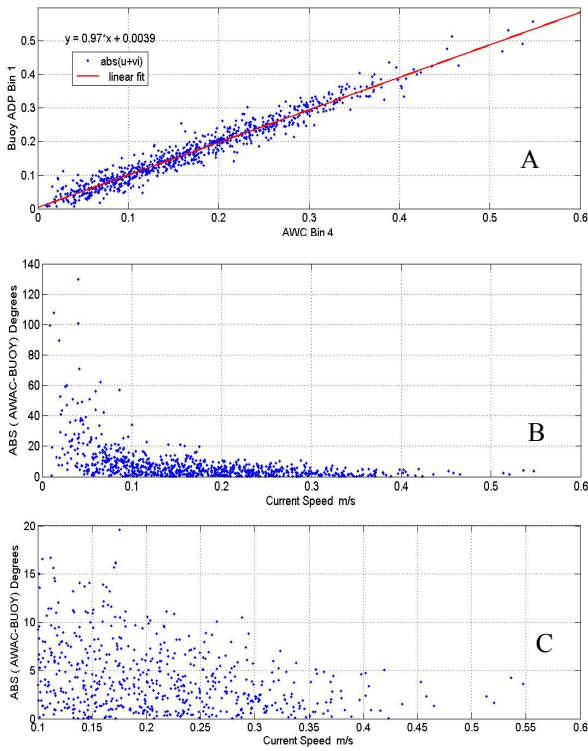 0.6
y = 0.97*x + 0.0039
0.5
abs(u+vi)
linear fit
0.4
0.3
0.2
0.1
0
Buoy ADP Bin 1
A
0 0.1 0.2 0.3 0.4 0.5 0.6
AWC Bin 4
140
120
100
80
60
40
20
0
ABS ( AWAC-BUOY) Degrees
B
0 0.1 0.2 0.3 0.4 0.5 0.6
Current Speed m/s
20
15
10
5
0
ABS ( AWAC-BUOY) Degrees
C
0.1 0.15 0.2 0.25 0.3 0.35 0.4 0.45 0.5 0.55 0.6
Current Speed m/s